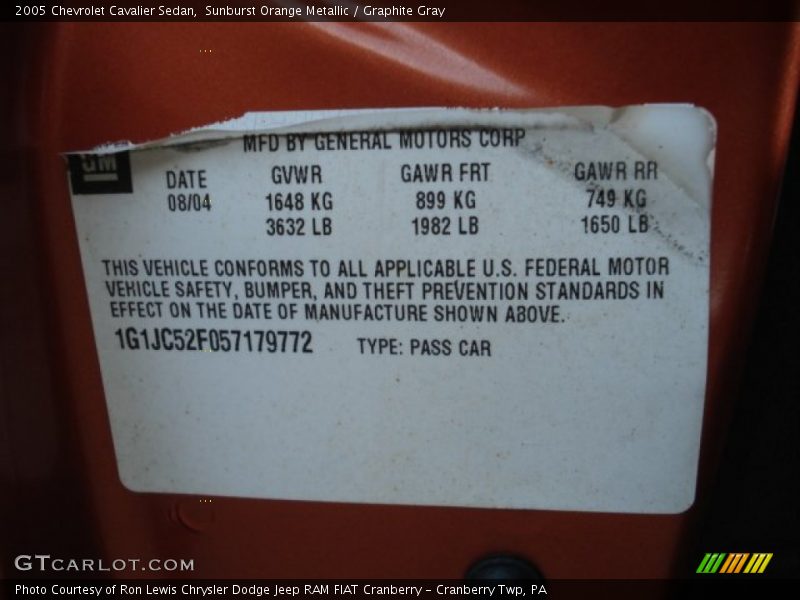 2005 Chevrolet Cavalier Sedan, Sunburst Orange Metallic / Graphite Gray
MFD BY GENERAL MOTORS CORP
GM
DATE GVWR GAWR FRT GAWR RR
08/04 1648 KG 899 KG 749 KG
3632 LB 1982 LB 1650 LB
THIS VEHICLE CONFORMS TO ALL APPLICABLE U.S. FEDERAL MOTOR
VEHICLE SAFETY, BUMPER, AND THEFT PREVENTION STANDARDS IN
EFFECT ON THE DATE OF MANUFACTURE SHOWN ABOVE.
1G1JC52F057179772 TYPE: PASS CAR
GTCARLOT.COM
Photo Courtesy of Ron Lewis Chrysler Dodge Jeep RAM FIAT Cranberry - Cranberry Twp, PA